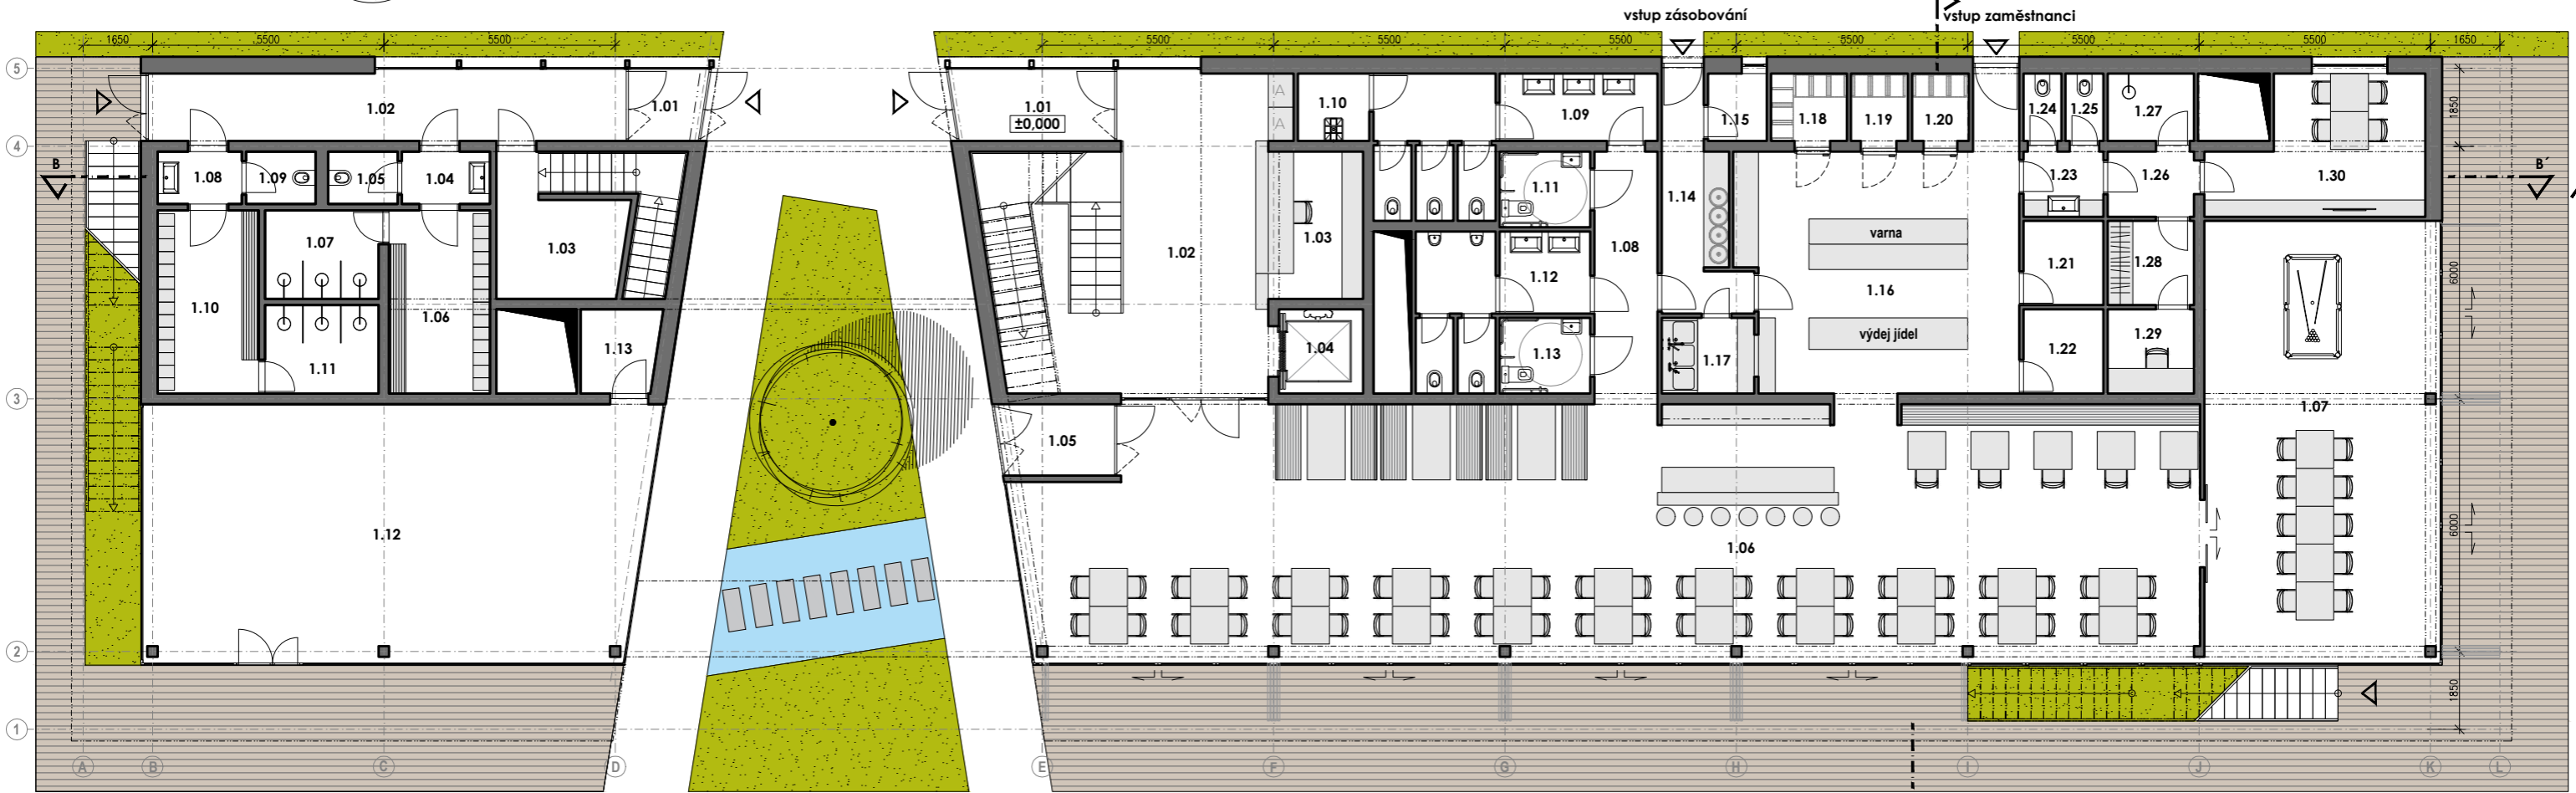 vstup zásobování
vstup zaměstnanci
1650 5500 5500 5500 5500 5500 5500 5500 1650
5
1.02 1.01 1.01 ±0,000 A A 1.10 1.09 1.15 1.18 1.19 1.20 1.24 1.25 1.27 1850
4
B 1.08 1.09 1.05 1.04 1.11 1.14 1.23 1.26 1.30 B´
1.03 1.07 1.02 1.03 1.08 varna
1.10 1.06 1.12 1.16 1.21 1.28 6000
1.11 1.13 1.04 1.13 1.17 výdej jídel 1.22 1.29
3
1.05 1.07
1.12 1.06 6000
2
1850
1
A B C D E F G H I J K L